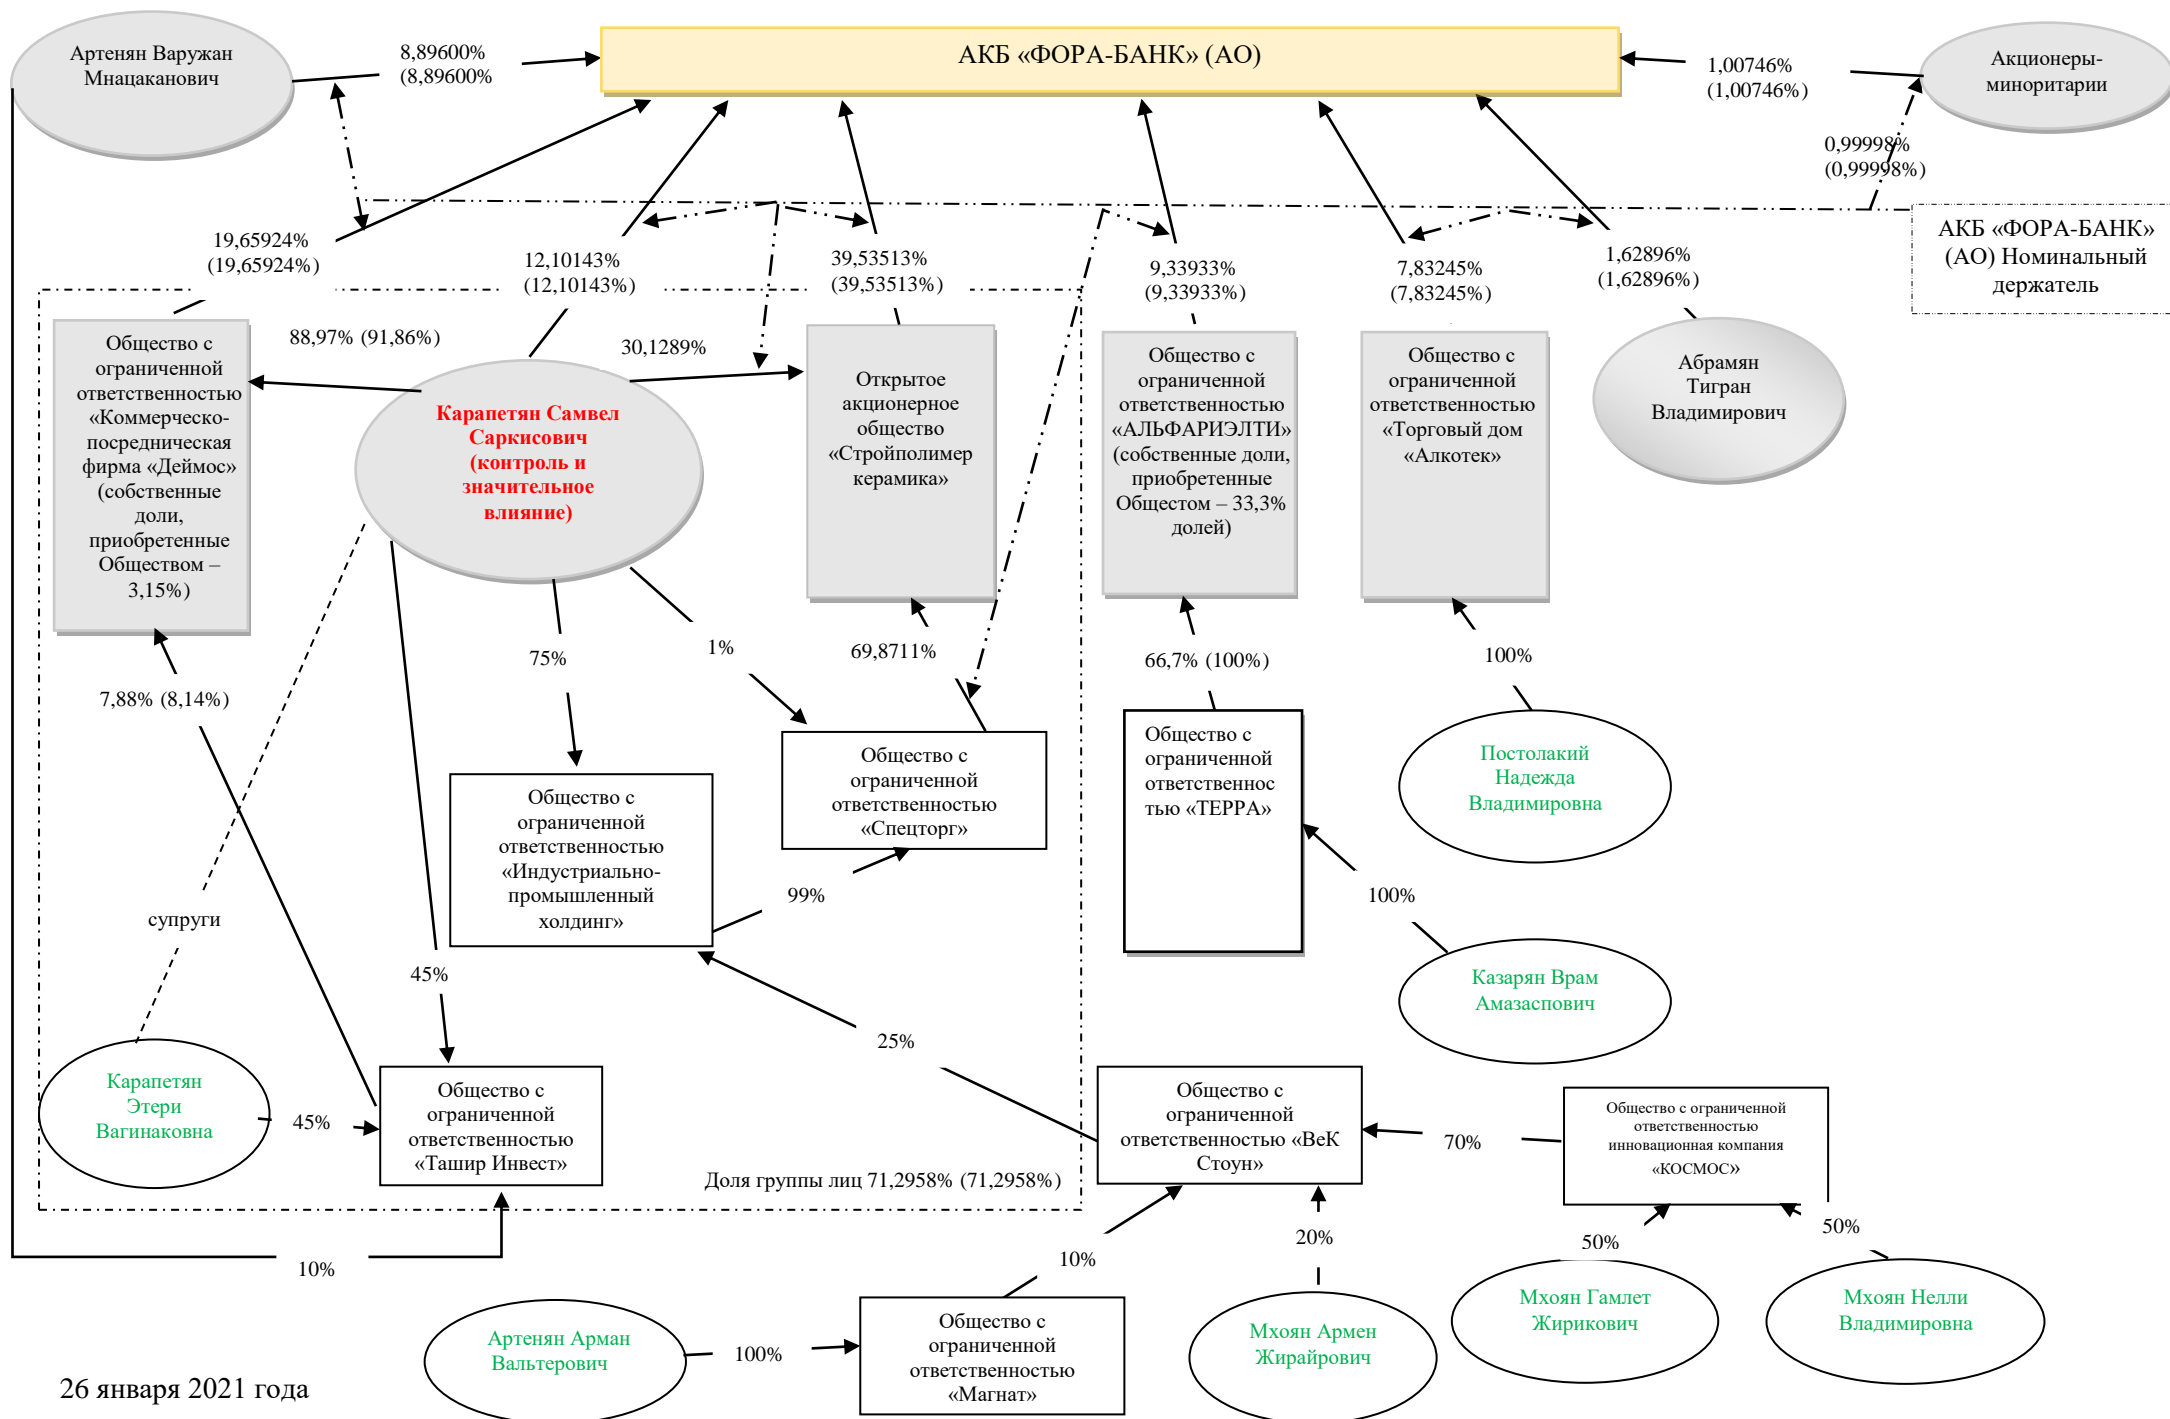 Артенян Варужан
Мнацаканович
8,89600%
(8,89600%
АКБ «ФОРА-БАНК» (АО)
1,00746%
(1,00746%)
Акционеры-
миноритарии
0,99998%
(0,99998%)
АКБ «ФОРА-БАНК»
(АО) Номинальный
держатель
19,65924%
(19,65924%)
12,10143%
(12,10143%)
39,53513%
(39,53513%)
9,33933%
(9,33933%)
7,83245%
(7,83245%)
1,62896%
(1,62896%)
88,97% (91,86%)
30,1289%
Общество с
ограниченной
ответственностью
«Коммерческо-
посредническая
фирма «Деймос»
(собственные
доли,
приобретенные
Обществом –
3,15%)
Карапетян Самвел
Саркисович
(контроль и
значительное
влияние)
Открытое
акционерное
общество
«Стройполимер
керамика»
Общество с
ограниченной
ответственностью
«АЛЬФАРИЭЛТИ»
(собственные доли,
приобретенные
Общестом – 33,3%
долей)
Общество с
ограниченной
ответственностью
«Торговый дом
«Алкотек»
Абрамян
Тигран
Владимирович
7,88% (8,14%)
75%
1%
69,8711%
66,7% (100%)
100%
Общество с
ограниченной
ответственностью
«Индустриально-
промышленный
холдинг»
Общество с
ограниченной
ответственностью
«Спецторг»
Общество с
ограниченной
ответственнос
тью «ТЕРРА»
Постолакий
Надежда
Владимировна
супруги
45%
99%
100%
25%
Казарян Врам
Амазаспович
Карапетян
Этери
Вагинаковна
45%
Общество с
ограниченной
ответственностью
«Ташир Инвест»
Доля группы лиц 71,2958% (71,2958%)
Общество с
ограниченной
ответственностью «ВеК
Стоун»
70%
Общество с ограниченной
ответственностью
инновационная компания
«КОСМОС»
10%
10%
20%
50%
50%
Артенян Арман
Вальтерович
100%
Общество с
ограниченной
ответственностью
«Магнат»
Мхоян Армен
Жирайрович
Мхоян Гамлет
Жирикович
Мхоян Нелли
Владимировна
26 января 2021 года